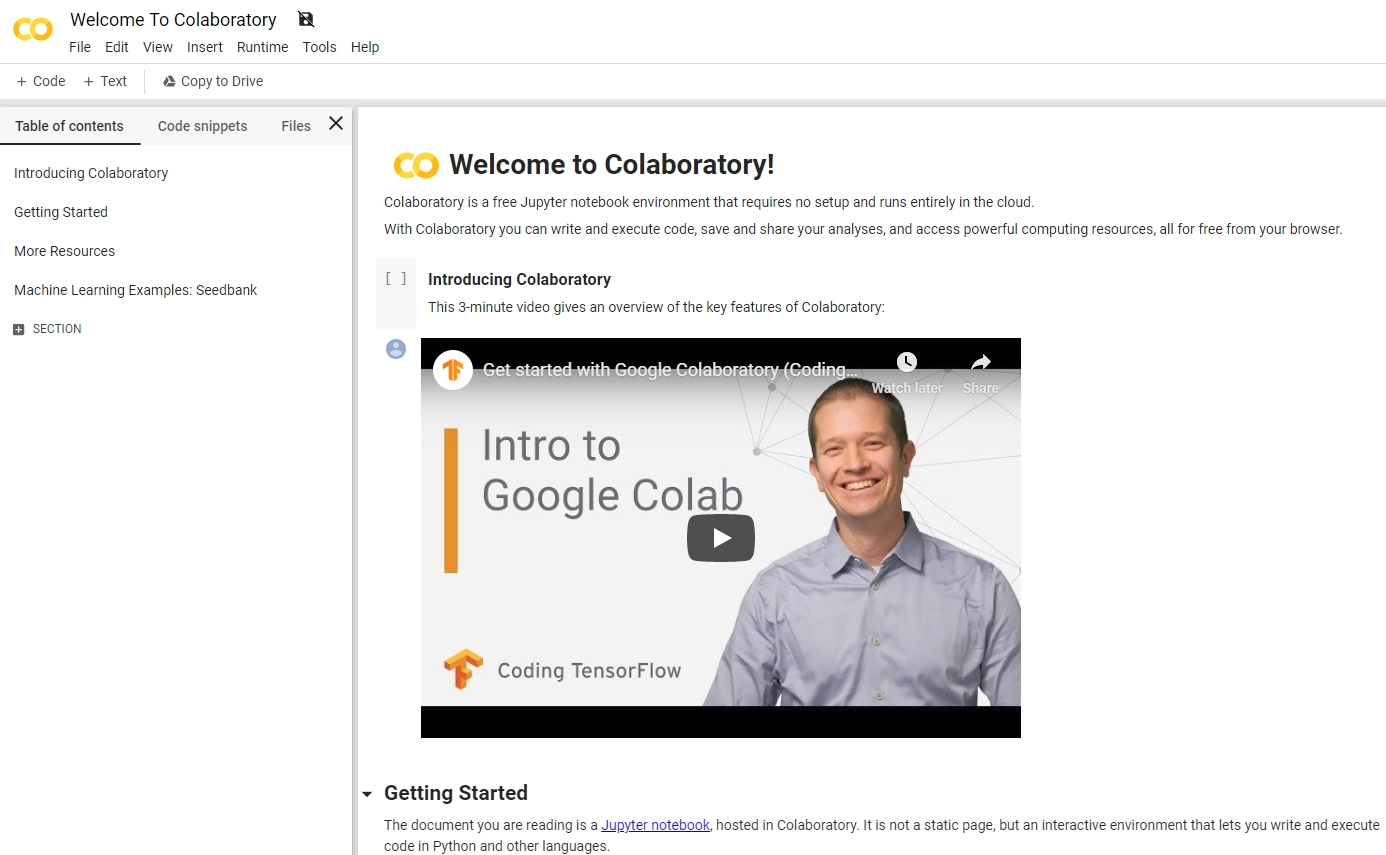 Welcome To Colaboratory
File Edit View Insert Runtime Tools Help
+ Code + Text Copy to Drive
Table of contents Code snippets Files
Introducing Colaboratory
Getting Started
More Resources
Machine Learning Examples: Seedbank
SECTION
Welcome to Colaboratory!
Colaboratory is a free Jupyter notebook environment that requires no setup and runs entirely in the cloud.
With Colaboratory you can write and execute code, save and share your analyses, and access powerful computing resources, all for free from your browser.
[ ] Introducing Colaboratory
This 3-minute video gives an overview of the key features of Colaboratory:
Get started with Google Colaboratory (Coding...
Watch later Share
Intro to
Google Colab
Coding TensorFlow
Getting Started
The document you are reading is a Jupyter notebook, hosted in Colaboratory. It is not a static page, but an interactive environment that lets you write and execute
code in Python and other languages.